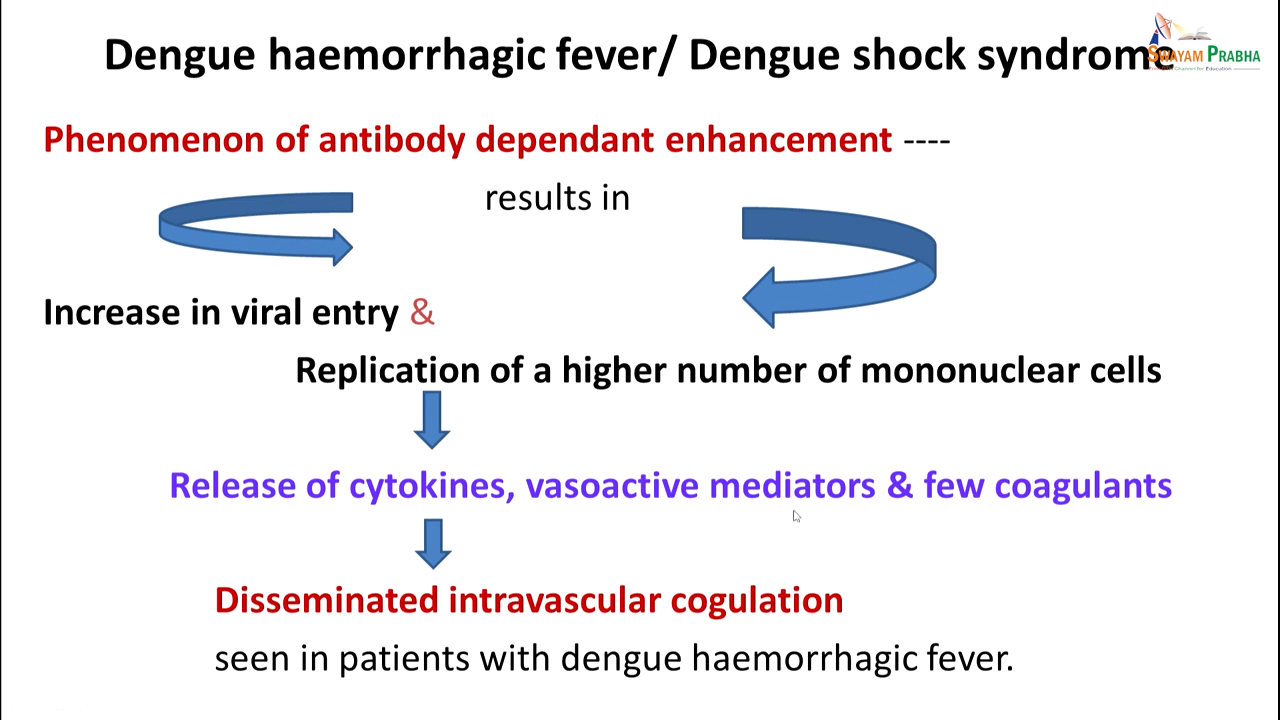 Dengue haemorrhagic fever/ Dengue shock syndrome
SWAYAM PRABHA
Phenomenon of antibody dependant enhancement ----
results in
Increase in viral entry &
Replication of a higher number of mononuclear cells
Release of cytokines, vasoactive mediators & few coagulants
Disseminated intravascular cogulation
seen in patients with dengue haemorrhagic fever.